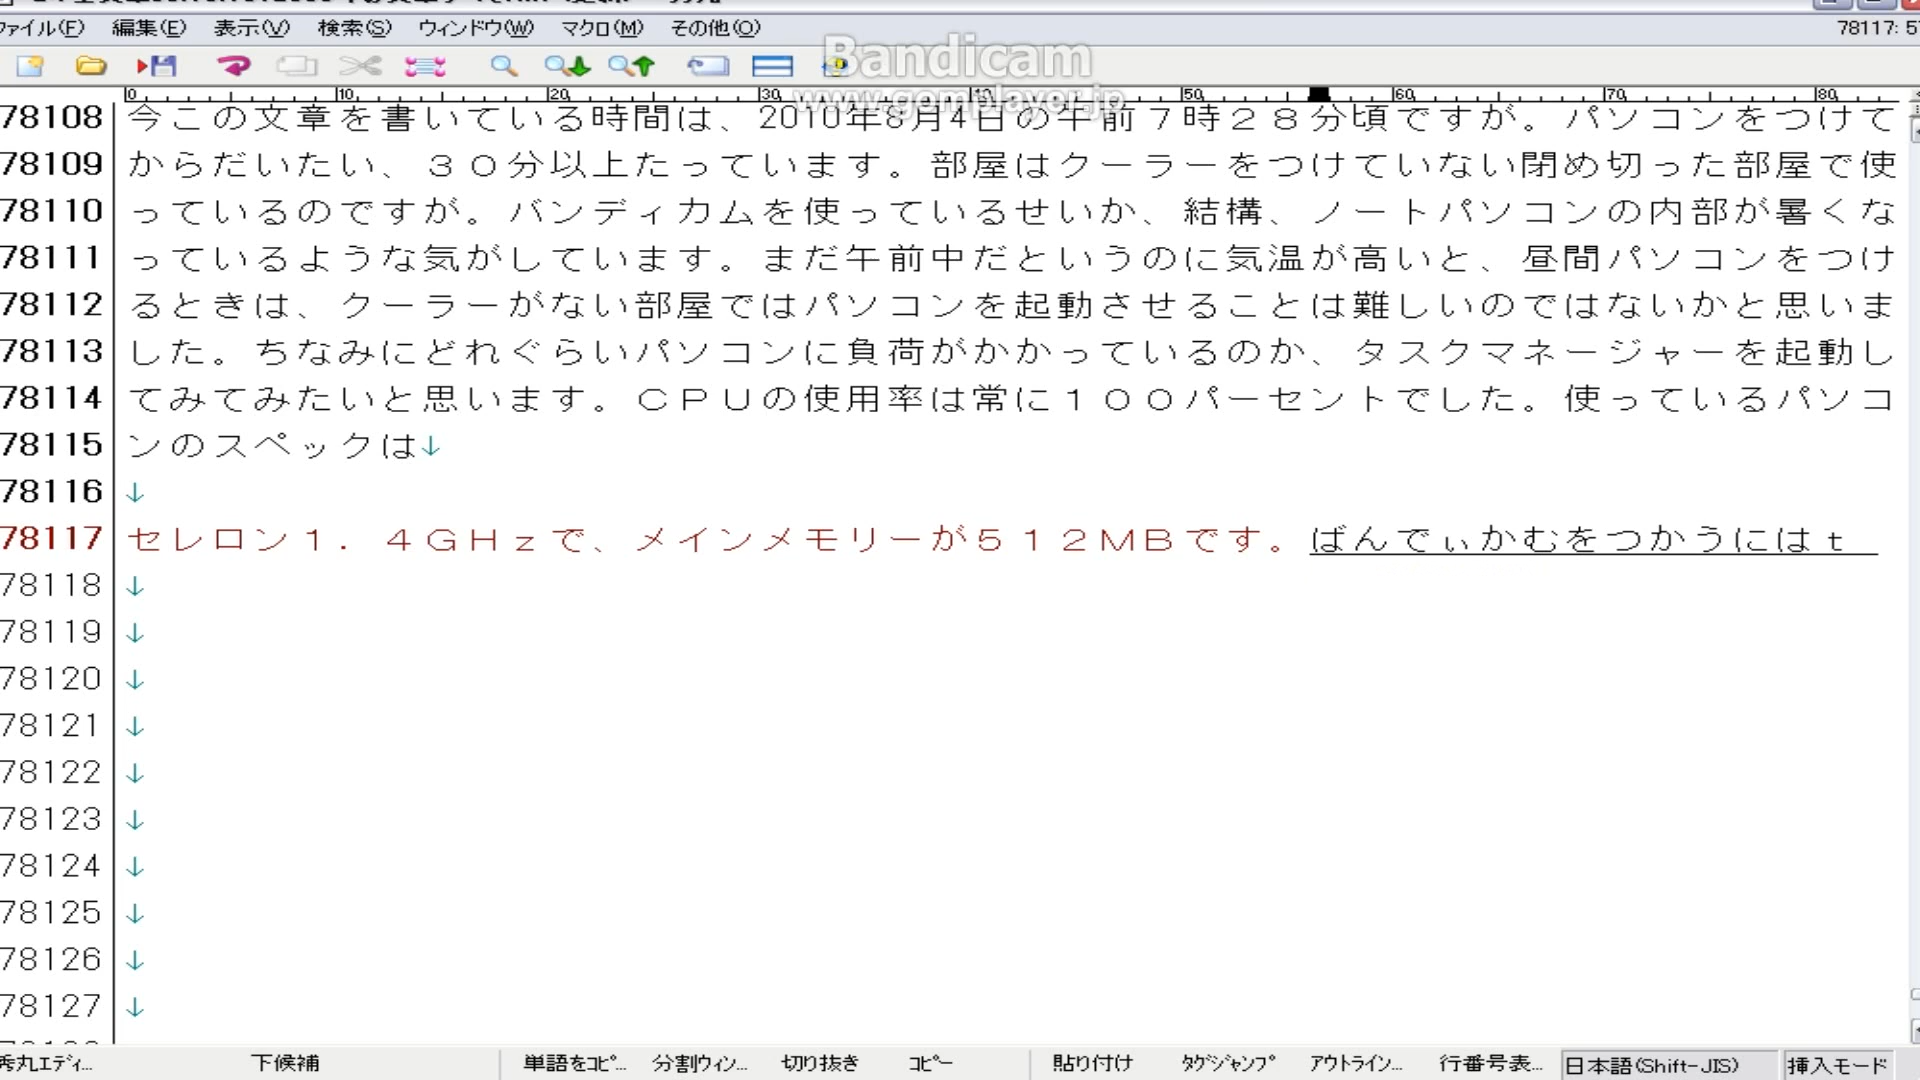 ファイル(F) 編集(E) 表示(V) 検索(S) ウィンドウ(W) マクロ(M) その他(O)
78117: 5
Bandicam
www.gomplayer.jp
0 10 20 30 40 50 60 70 80
78108 今この文章を書いている時間は、2010年8月4日の午前７時２８分頃ですが。パソコンをつけて
78109 からだいたい、３０分以上たっています。部屋はクーラーをつけていない閉め切った部屋で使
78110 っているのですが。バンディカムを使っているせいか、結構、ノートパソコンの内部が暑くな
78111 っているような気がしています。まだ午前中だというのに気温が高いと、昼間パソコンをつけ
78112 るときは、クーラーがない部屋ではパソコンを起動させることは難しいのではないかと思いま
78113 した。ちなみにどれぐらいパソコンに負荷がかかっているのか、タスクマネージャーを起動し
78114 てみてみたいと思います。ＣＰＵの使用率は常に１００パーセントでした。使っているパソコ
78115 ンのスペックは↓
78116 ↓
78117 セレロン１．４ＧＨｚで、メインメモリーが５１２ＭＢです。ばんでぃかむをつかうにはｔ
78118 ↓
78119 ↓
78120 ↓
78121 ↓
78122 ↓
78123 ↓
78124 ↓
78125 ↓
78126 ↓
78127 ↓
秀丸エディ... 下候補 単語をコピ... 分割ウィン... 切り抜き コピー 貼り付け タグジャンプ アウトライン... 行番号表... 日本語(Shift-JIS) 挿入モード